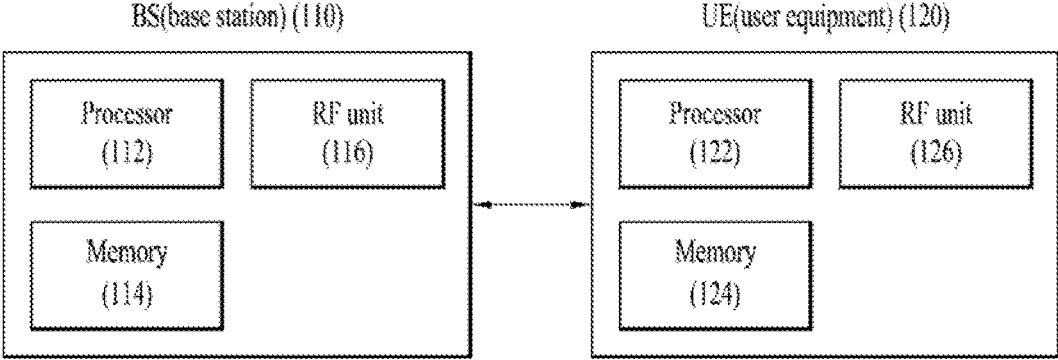 BS(base station) (110)
Processor
(112)
RF unit
(116)
Memory
(114)
UE(user equipment) (120)
Processor
(122)
RF unit
(126)
Memory
(124)